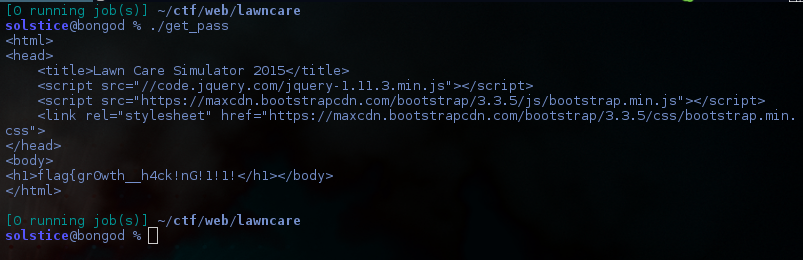 [0 running job(s)] ~/ctf/web/lawncare
solstice@bongod % ./get_pass
<html>
<head>
    <title>Lawn Care Simulator 2015</title>
    <script src="//code.jquery.com/jquery-1.11.3.min.js"></script>
    <script src="https://maxcdn.bootstrapcdn.com/bootstrap/3.3.5/js/bootstrap.min.js"></script>
    <link rel="stylesheet" href="https://maxcdn.bootstrapcdn.com/bootstrap/3.3.5/css/bootstrap.min.
css">
</head>
<body>
<h1>flag{grOwth__h4ck!nG!1!1!</h1></body>
</html>
[0 running job(s)] ~/ctf/web/lawncare
solstice@bongod %